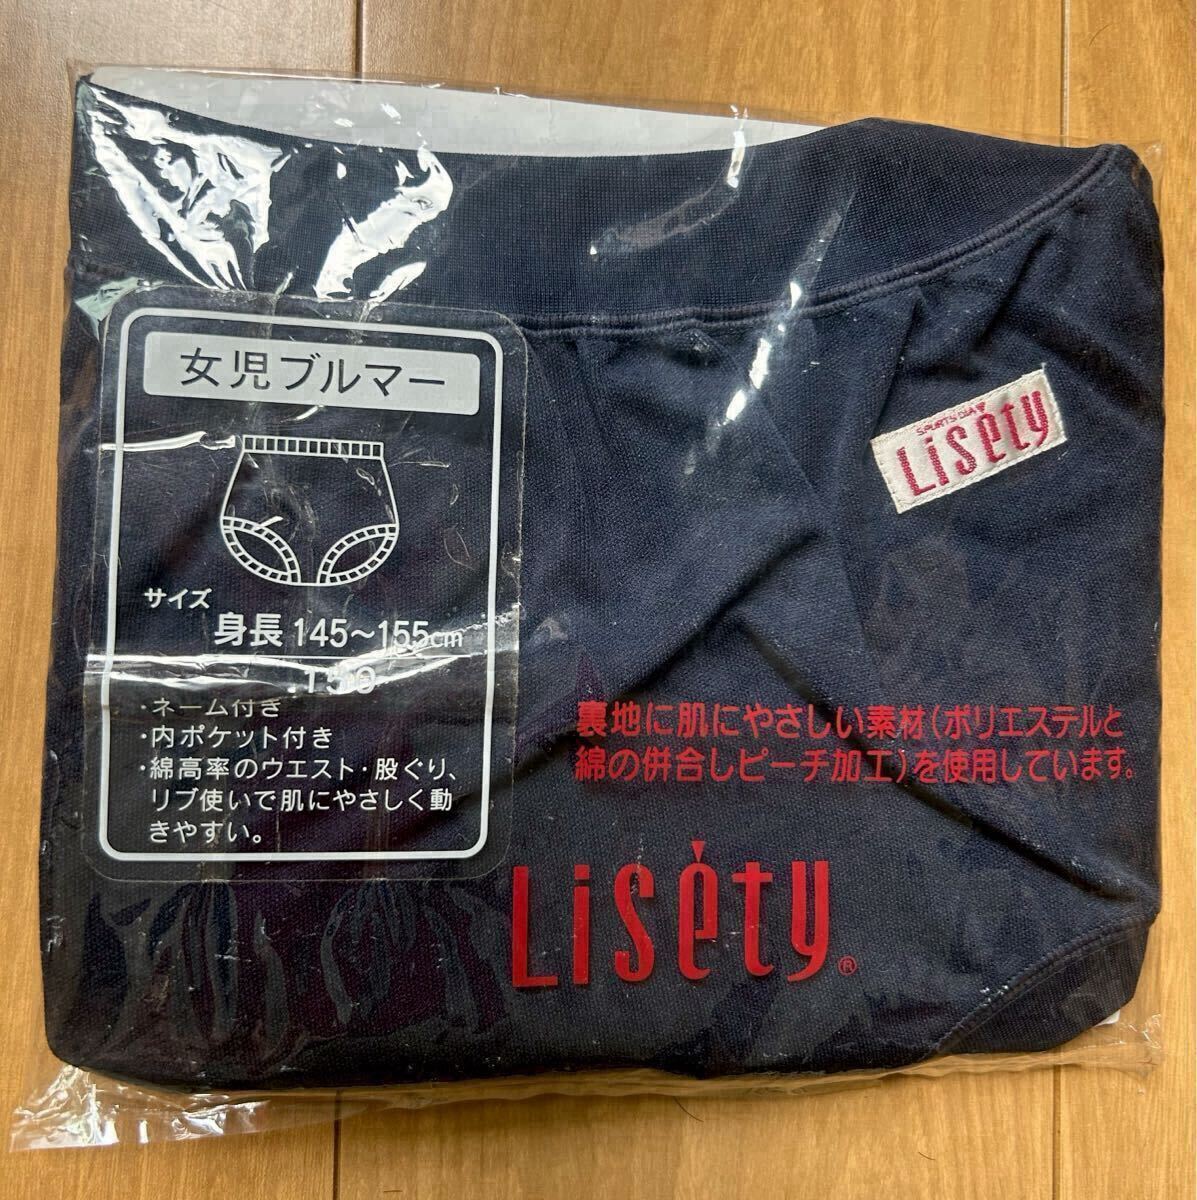 女児ブルマー
サイズ
身長 145～155cm
150
・ネーム付き
・内ポケット付き
・綿高率のウエスト・股ぐり、
リブ使いで肌にやさしく動
きやすい。
SPORTS DIA
Liséty
裏地に肌にやさしい素材(ポリエステルと
綿の併合しピーチ加工)を使用しています。
Liséty®